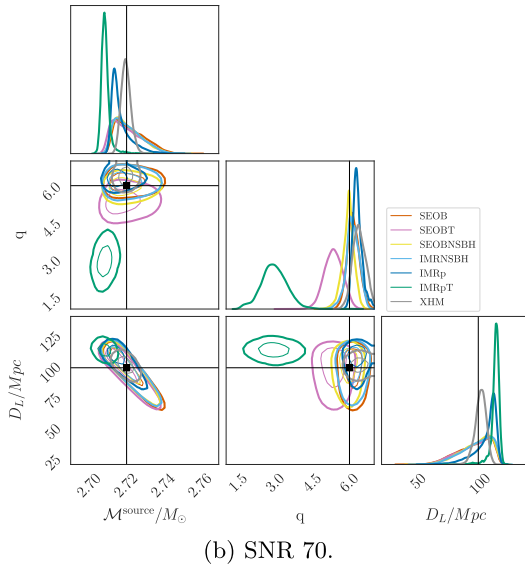 q
6.0
4.5
3.0
1.5
SEOB
SEOBT
SEOBNSBH
IMRNSBH
IMRp
IMRpT
XHM
D_L/Mpc
125
100
75
50
25
2.70
2.72
2.74
2.76
M^source/M_⊙
1.5
3.0
4.5
6.0
q
50
100
D_L/Mpc
(b) SNR 70.